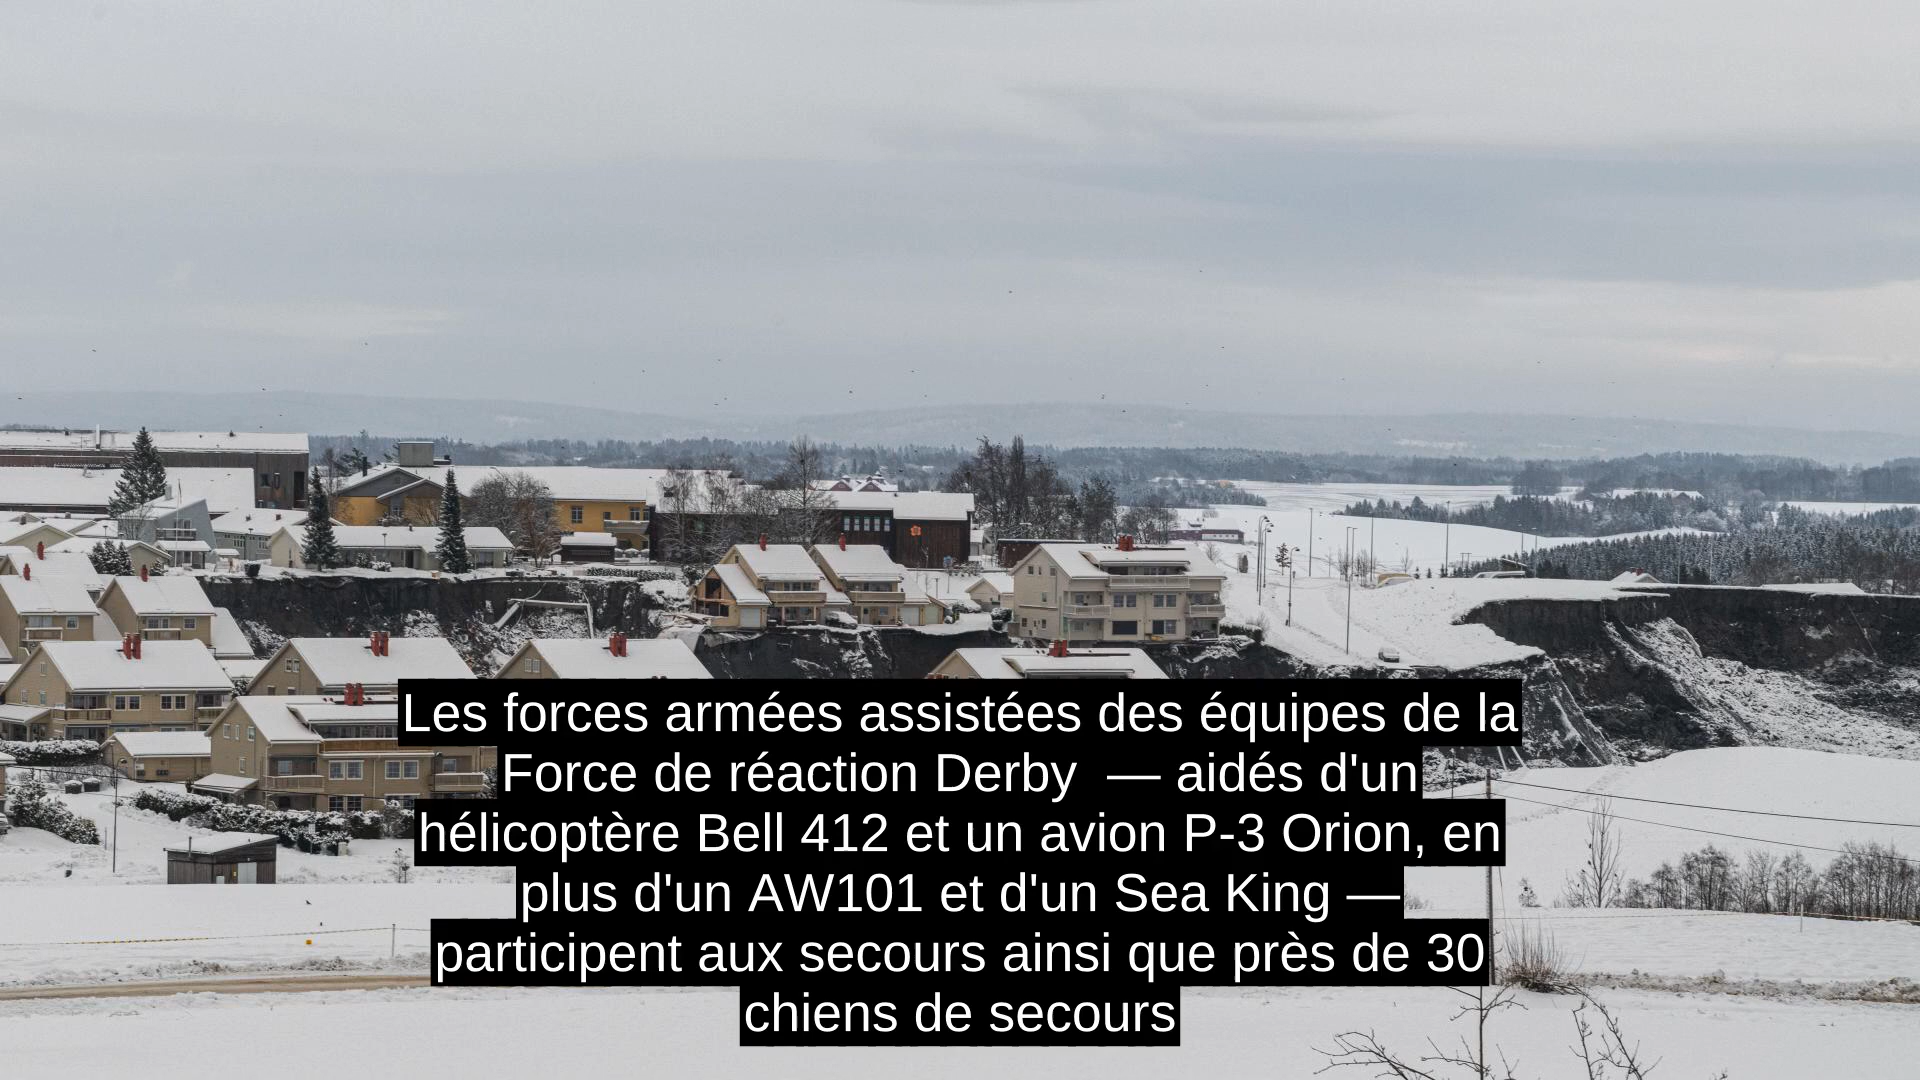 Les forces armées assistées des équipes de la
Force de réaction Derby  — aidés d'un
hélicoptère Bell 412 et un avion P-3 Orion, en
plus d'un AW101 et d'un Sea King —
participent aux secours ainsi que près de 30
chiens de secours